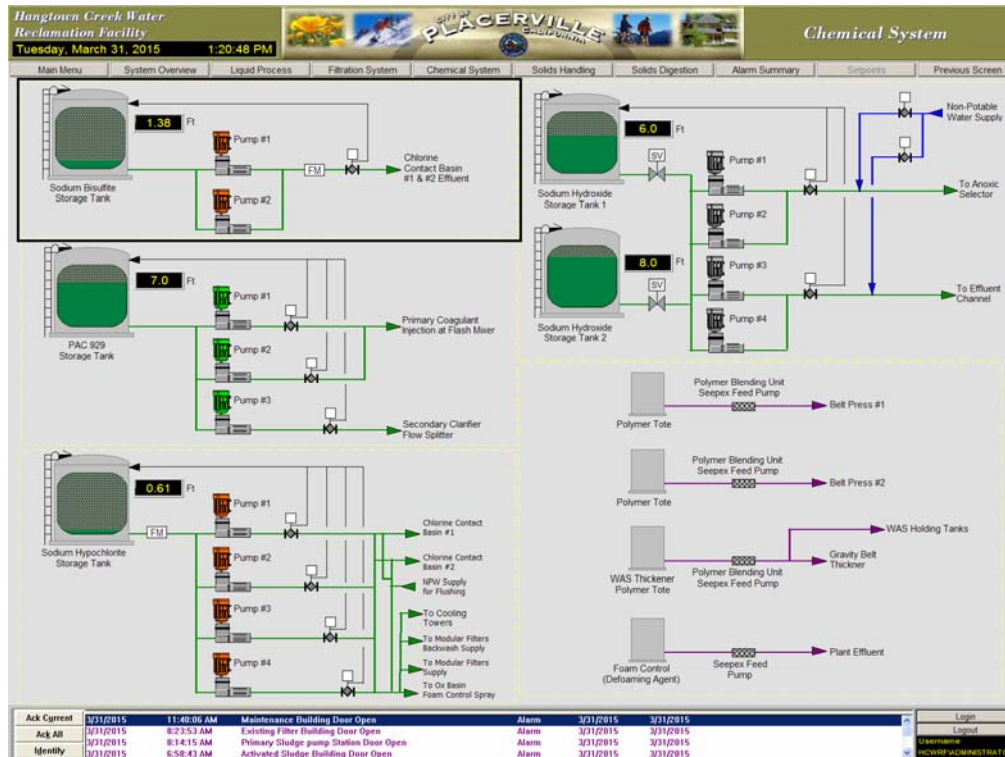 Hangtown Creek Water
Reclamation Facility
Tuesday, March 31, 2015 1:20:48 PM
CITY OF
PLACERVILLE
CALIFORNIA
Chemical System
Main Menu System Overview Liquid Process Filtration System Chemical System Solids Handling Solids Digestion Alarm Summary Setpoints Previous Screen
1.38 Ft
Pump #1
FM
Chlorine
Contact Basin
#1 & #2 Effluent
Sodium Bisulfite
Storage Tank
Pump #2
7.0 Ft
Pump #1
Primary Coagulant
Injection at Flash Mixer
PAC 929
Storage Tank
Pump #2
Pump #3
Secondary Clarifier
Flow Splitter
0.61 Ft
Pump #1
FM
Sodium Hypochlorite
Storage Tank
Pump #2
Pump #3
Pump #4
Chlorine Contact
Basin #1
Chlorine Contact
Basin #2
NPW Supply
for Flushing
To Cooling
Towers
To Modular Filters
Backwash Supply
To Modular Filters
Supply
To Ox Basin
Foam Control Spray
Non-Potable
Water Supply
6.0 Ft
SV
Pump #1
Sodium Hydroxide
Storage Tank 1
To Anoxic
Selector
Pump #2
8.0 Ft
SV
Pump #3
To Effluent
Channel
Sodium Hydroxide
Storage Tank 2
Pump #4
Polymer Blending Unit
Seepex Feed Pump
Belt Press #1
Polymer Tote
Polymer Blending Unit
Seepex Feed Pump
Belt Press #2
Polymer Tote
WAS Holding Tanks
Gravity Belt
Thickner
WAS Thickener
Polymer Tote
Polymer Blending Unit
Seepex Feed Pump
Plant Effluent
Foam Control
(Defoaming Agent)
Seepex Feed
Pump
Ack Current
Ack All
Identify
3/31/2015 11:40:06 AM Maintenance Building Door Open Alarm 3/31/2015 3/31/2015
3/31/2015 8:23:53 AM Existing Filter Building Door Open Alarm 3/31/2015 3/31/2015
3/31/2015 8:14:15 AM Primary Sludge pump Station Door Open Alarm 3/31/2015 3/31/2015
3/31/2015 6:58:43 AM Activated Sludge Building Door Open Alarm 3/31/2015 3/31/2015
Login
Logout
Username
HCWRF\ADMINISTRAT